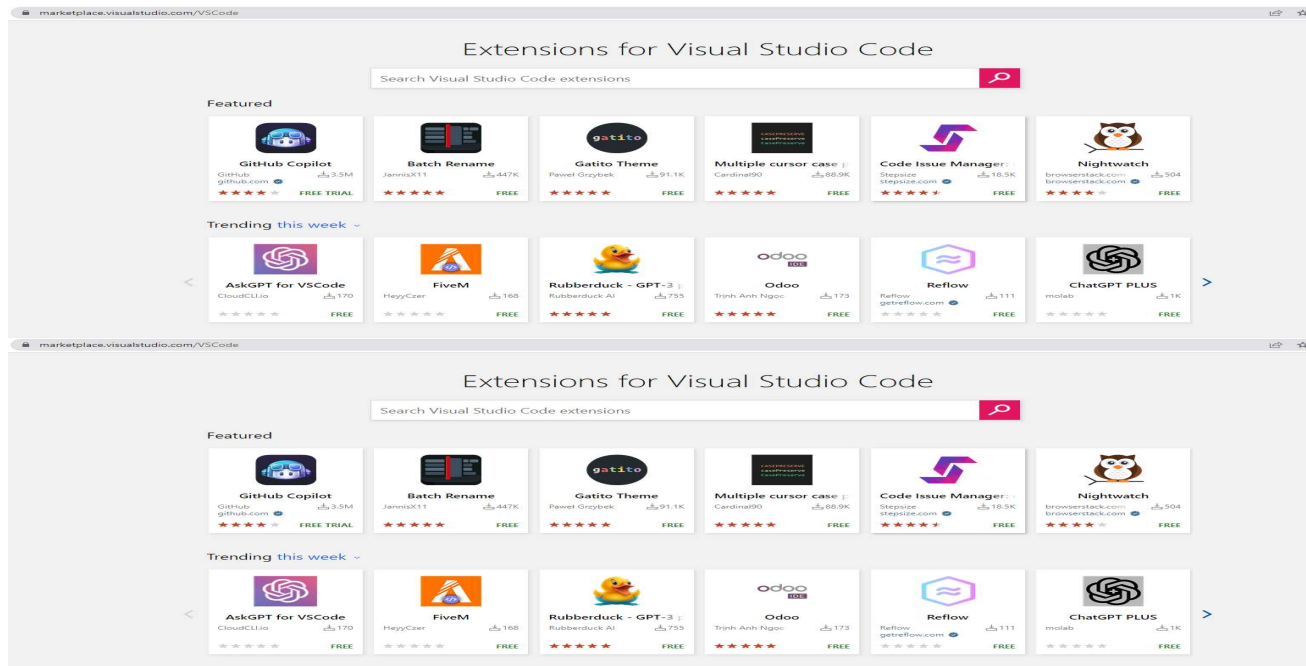 marketplace.visualstudio.com/VSCode
Extensions for Visual Studio Code
Search Visual Studio Code extensions
Featured
gatito
CASEPRESERVE
casePreserve
CasePreserve
GitHub Copilot Batch Rename Gatito Theme Multiple cursor case p Code Issue Manager: Nightwatch
GitHub 3.5M JannisX11 447K Paweł Grzybek 91.1K Cardinal90 88.9K Stepsize 18.5K browserstack.com 504
github.com stepsize.com browserstack.com
FREE TRIAL FREE FREE FREE FREE FREE
Trending this week
odoo
IDE
AskGPT for VSCode FiveM Rubberduck - GPT-3 Odoo Reflow ChatGPT PLUS
CloudCLI.io 170 HeyyCzer 168 Rubberduck AI 755 Trịnh Anh Ngọc 173 Reflow 111 molab 1K
getreflow.com
FREE FREE FREE FREE FREE FREE
marketplace.visualstudio.com/VSCode
Extensions for Visual Studio Code
Search Visual Studio Code extensions
Featured
gatito
CASEPRESERVE
casePreserve
CasePreserve
GitHub Copilot Batch Rename Gatito Theme Multiple cursor case p Code Issue Manager: Nightwatch
GitHub 3.5M JannisX11 447K Paweł Grzybek 91.1K Cardinal90 88.9K Stepsize 18.5K browserstack.com 504
github.com stepsize.com browserstack.com
FREE TRIAL FREE FREE FREE FREE FREE
Trending this week
odoo
IDE
AskGPT for VSCode FiveM Rubberduck - GPT-3 Odoo Reflow ChatGPT PLUS
CloudCLI.io 170 HeyyCzer 168 Rubberduck AI 755 Trịnh Anh Ngọc 173 Reflow 111 molab 1K
getreflow.com
FREE FREE FREE FREE FREE FREE